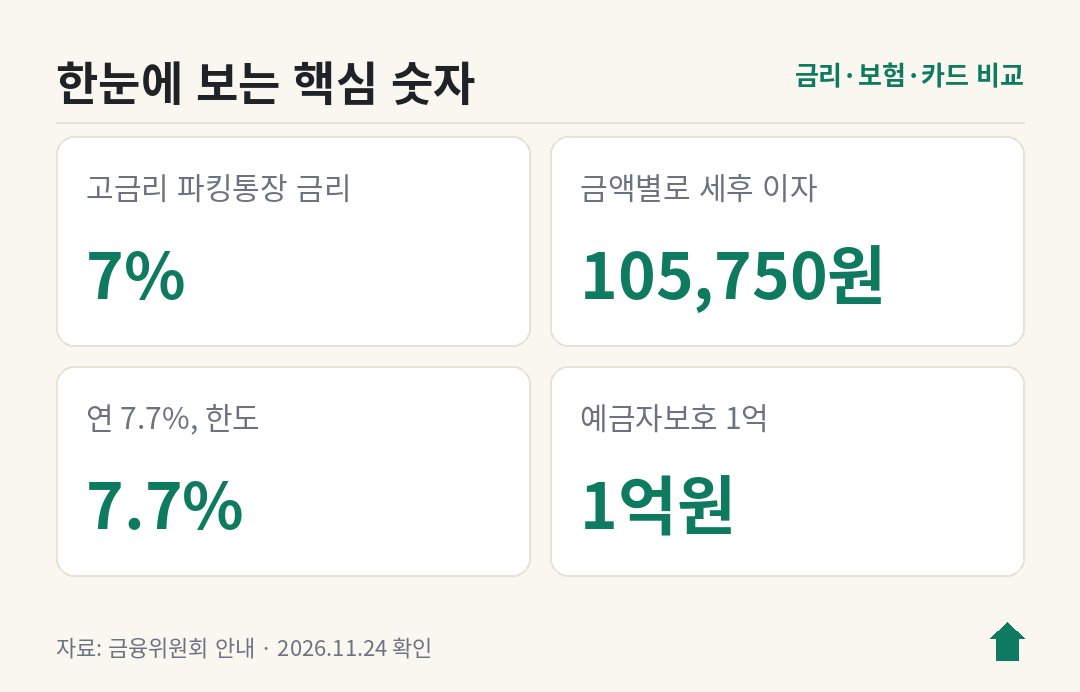 한눈에 보는 핵심 숫자
금리·보험·카드 비교
고금리 파킹통장 금리
7%
금액별로 세후 이자
105,750원
연 7.7%, 한도
7.7%
예금자보호 1억
1억원
자료: 금융위원회 안내 · 2026.11.24 확인